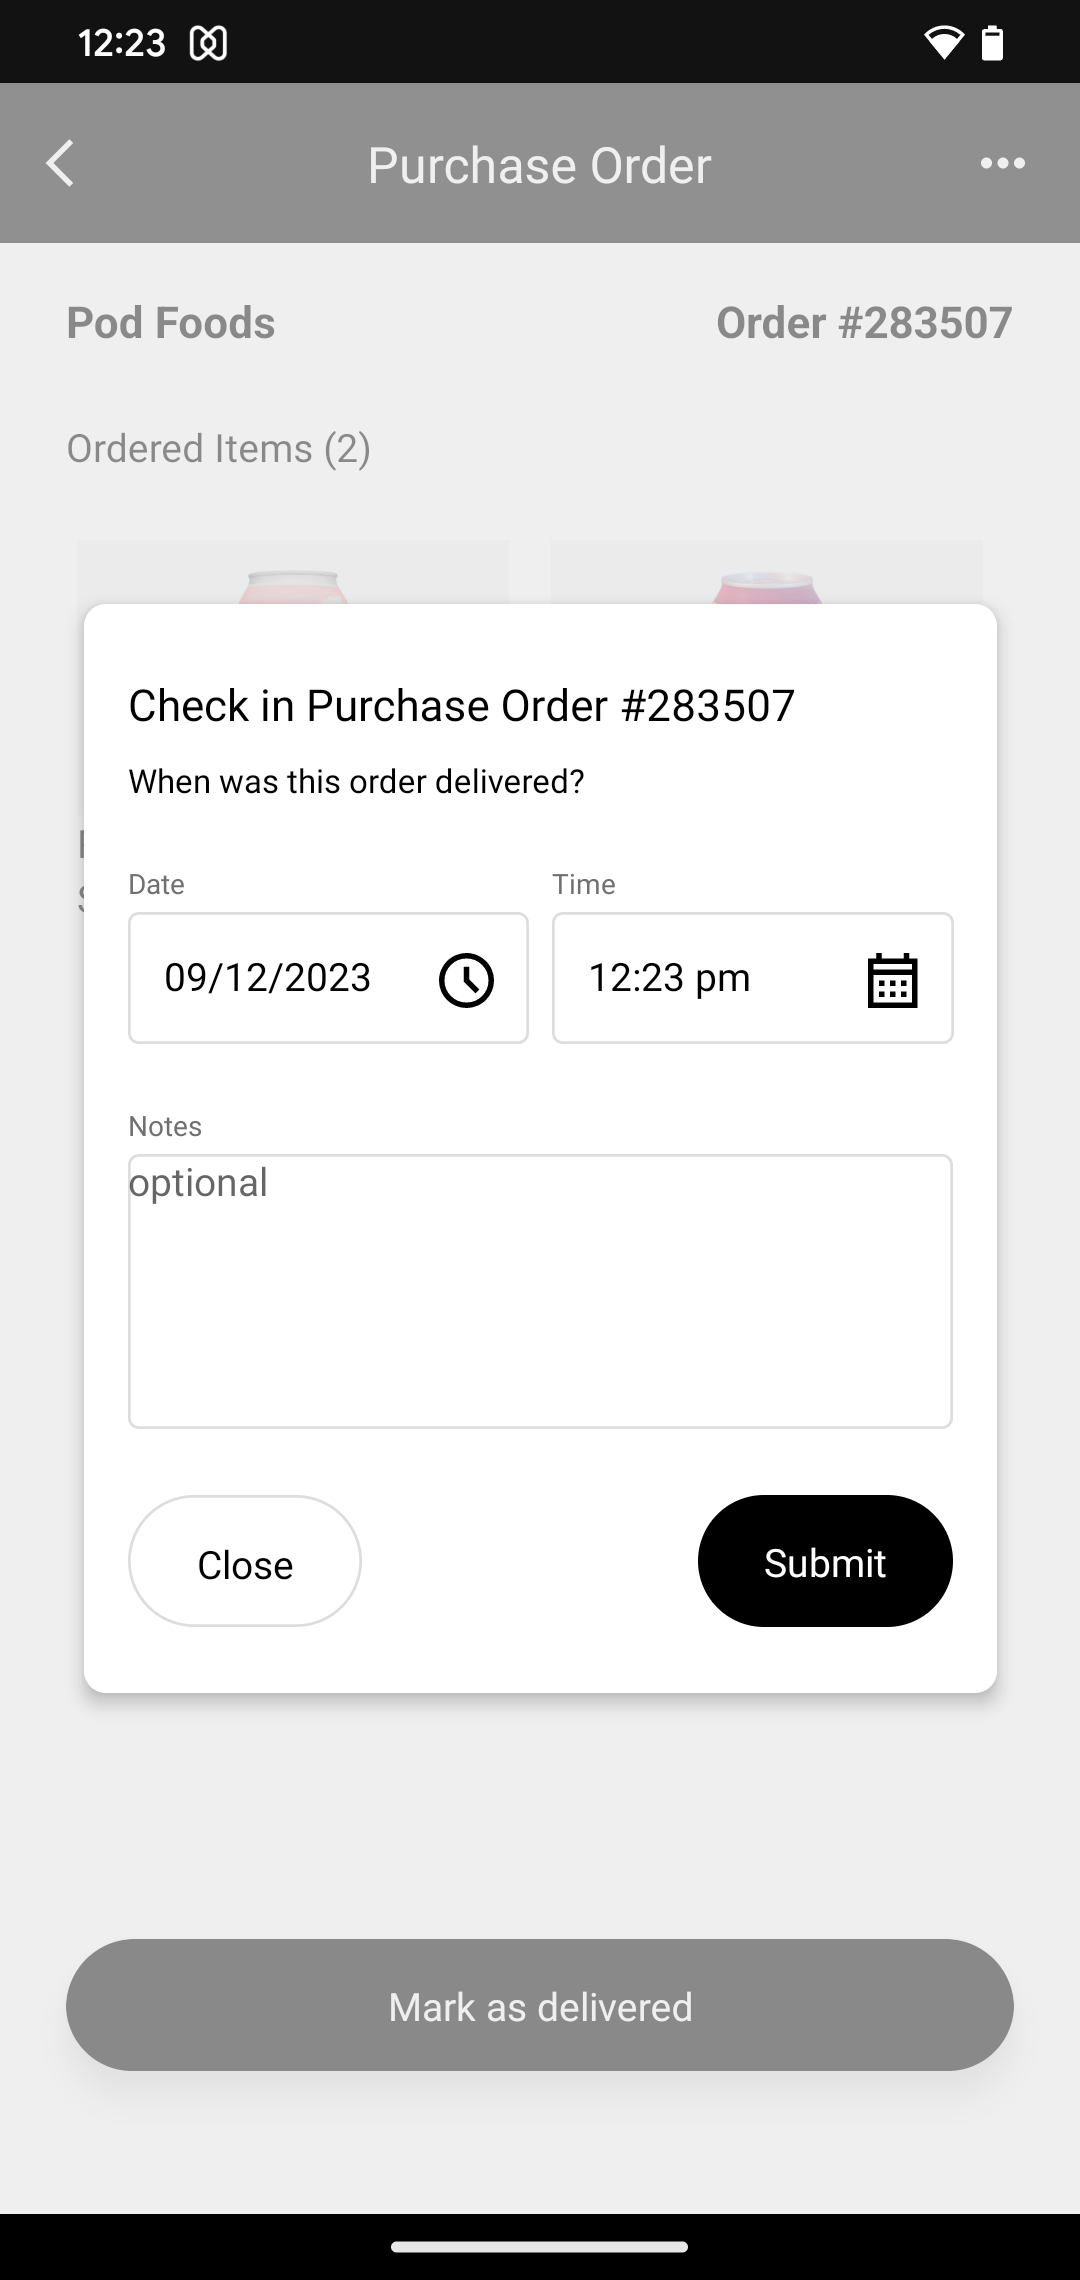 12:23
Purchase Order
Pod Foods
Order #283507
Ordered Items (2)
Check in Purchase Order #283507
When was this order delivered?
Date
Time
09/12/2023
12:23 pm
Notes
optional
Close
Submit
Mark as delivered